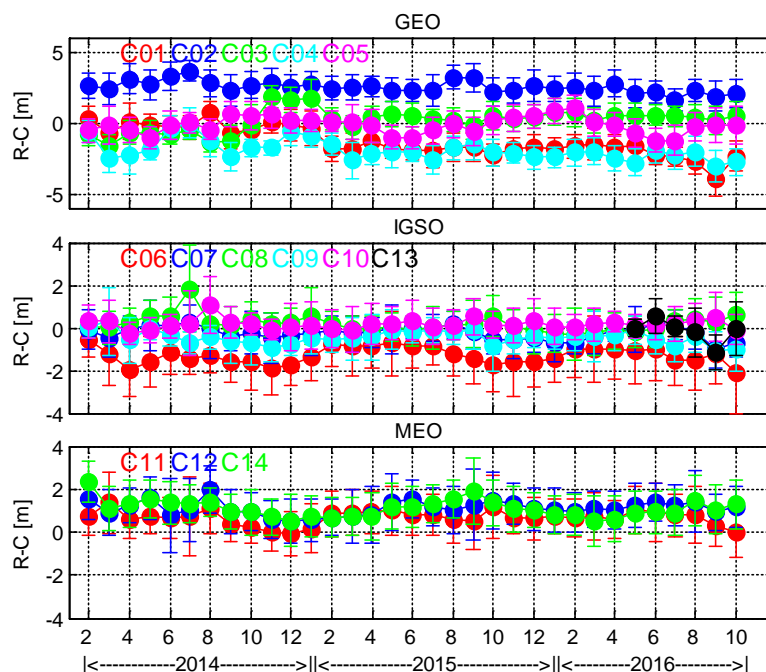 GEO
C01 C02 C03 C04 C05
5
0
-5
R-C [m]
IGSO
C06 C07 C08 C09 C10 C13
4
2
0
-2
-4
R-C [m]
MEO
C11 C12 C14
4
2
0
-2
-4
R-C [m]
2 4 6 8 10 12 2 4 6 8 10 12 2 4 6 8 10
|<------------2014------------>||<------------2015------------>||<----------2016--------->|